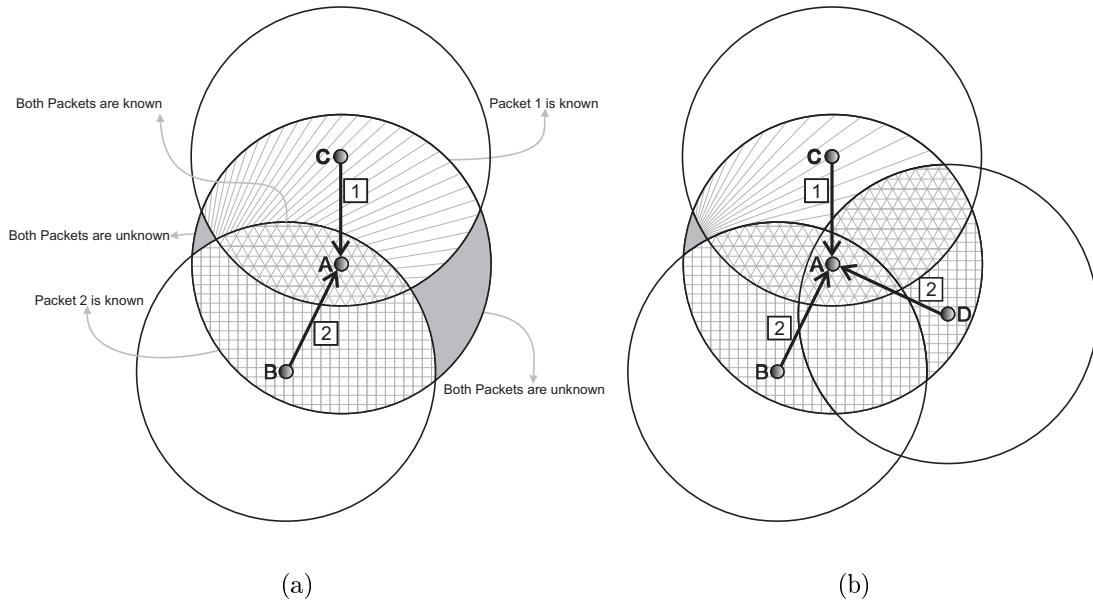 Both Packets are known
Packet 1 is known
C
1
Both Packets are unknown
A
Packet 2 is known
2
B
Both Packets are unknown
(a)
C
1
A
2
D
2
B
(b)